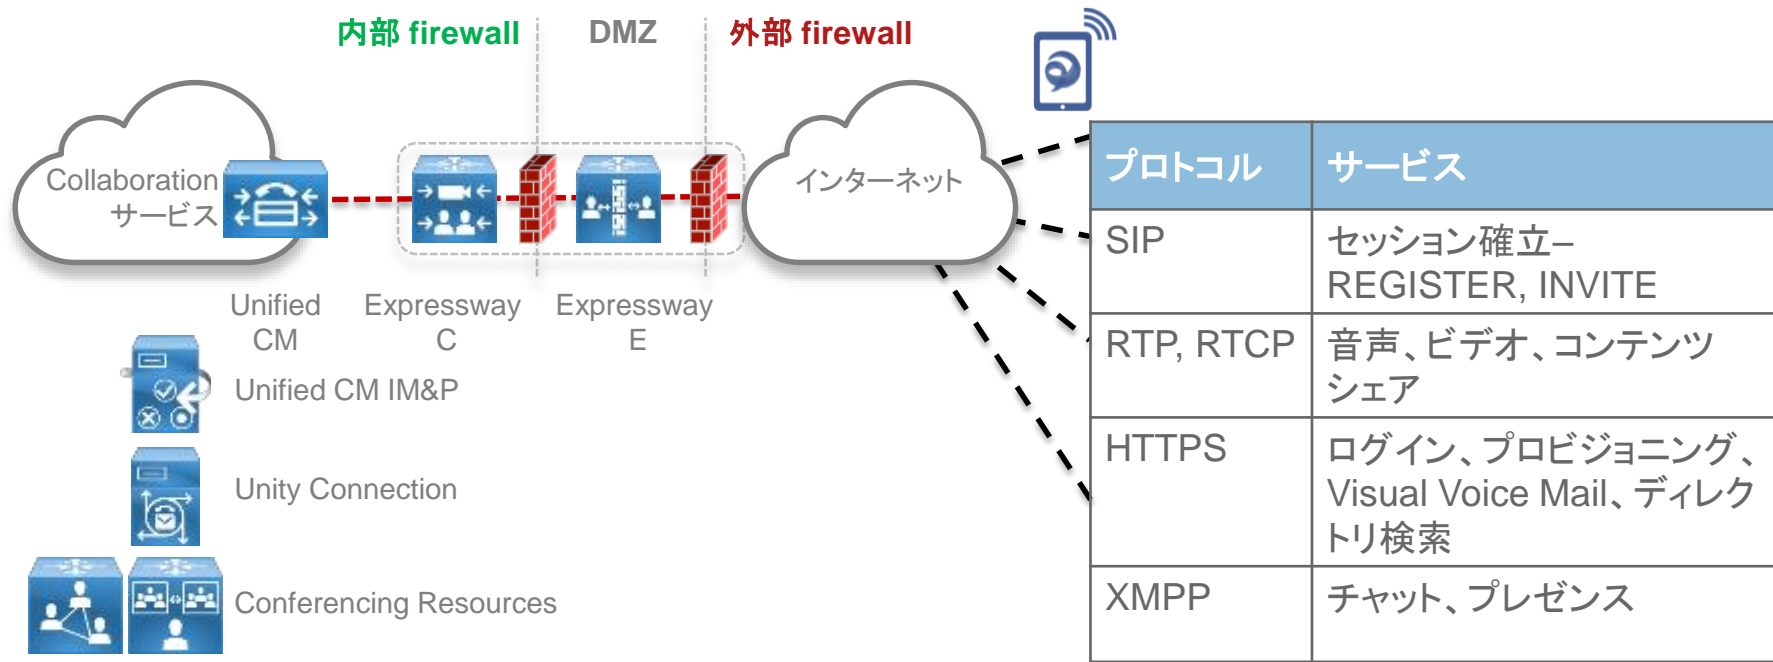 内部 firewall
DMZ
外部 firewall
Collaboration
サービス
インターネット
Unified
CM
Expressway
C
Expressway
E
Unified CM IM&P
Unity Connection
Conferencing Resources
プロトコル
サービス
SIP
セッション確立–
REGISTER, INVITE
RTP, RTCP
音声、ビデオ、コンテンツ
シェア
HTTPS
ログイン、プロビジョニング、
Visual Voice Mail、ディレク
トリ検索
XMPP
チャット、プレゼンス